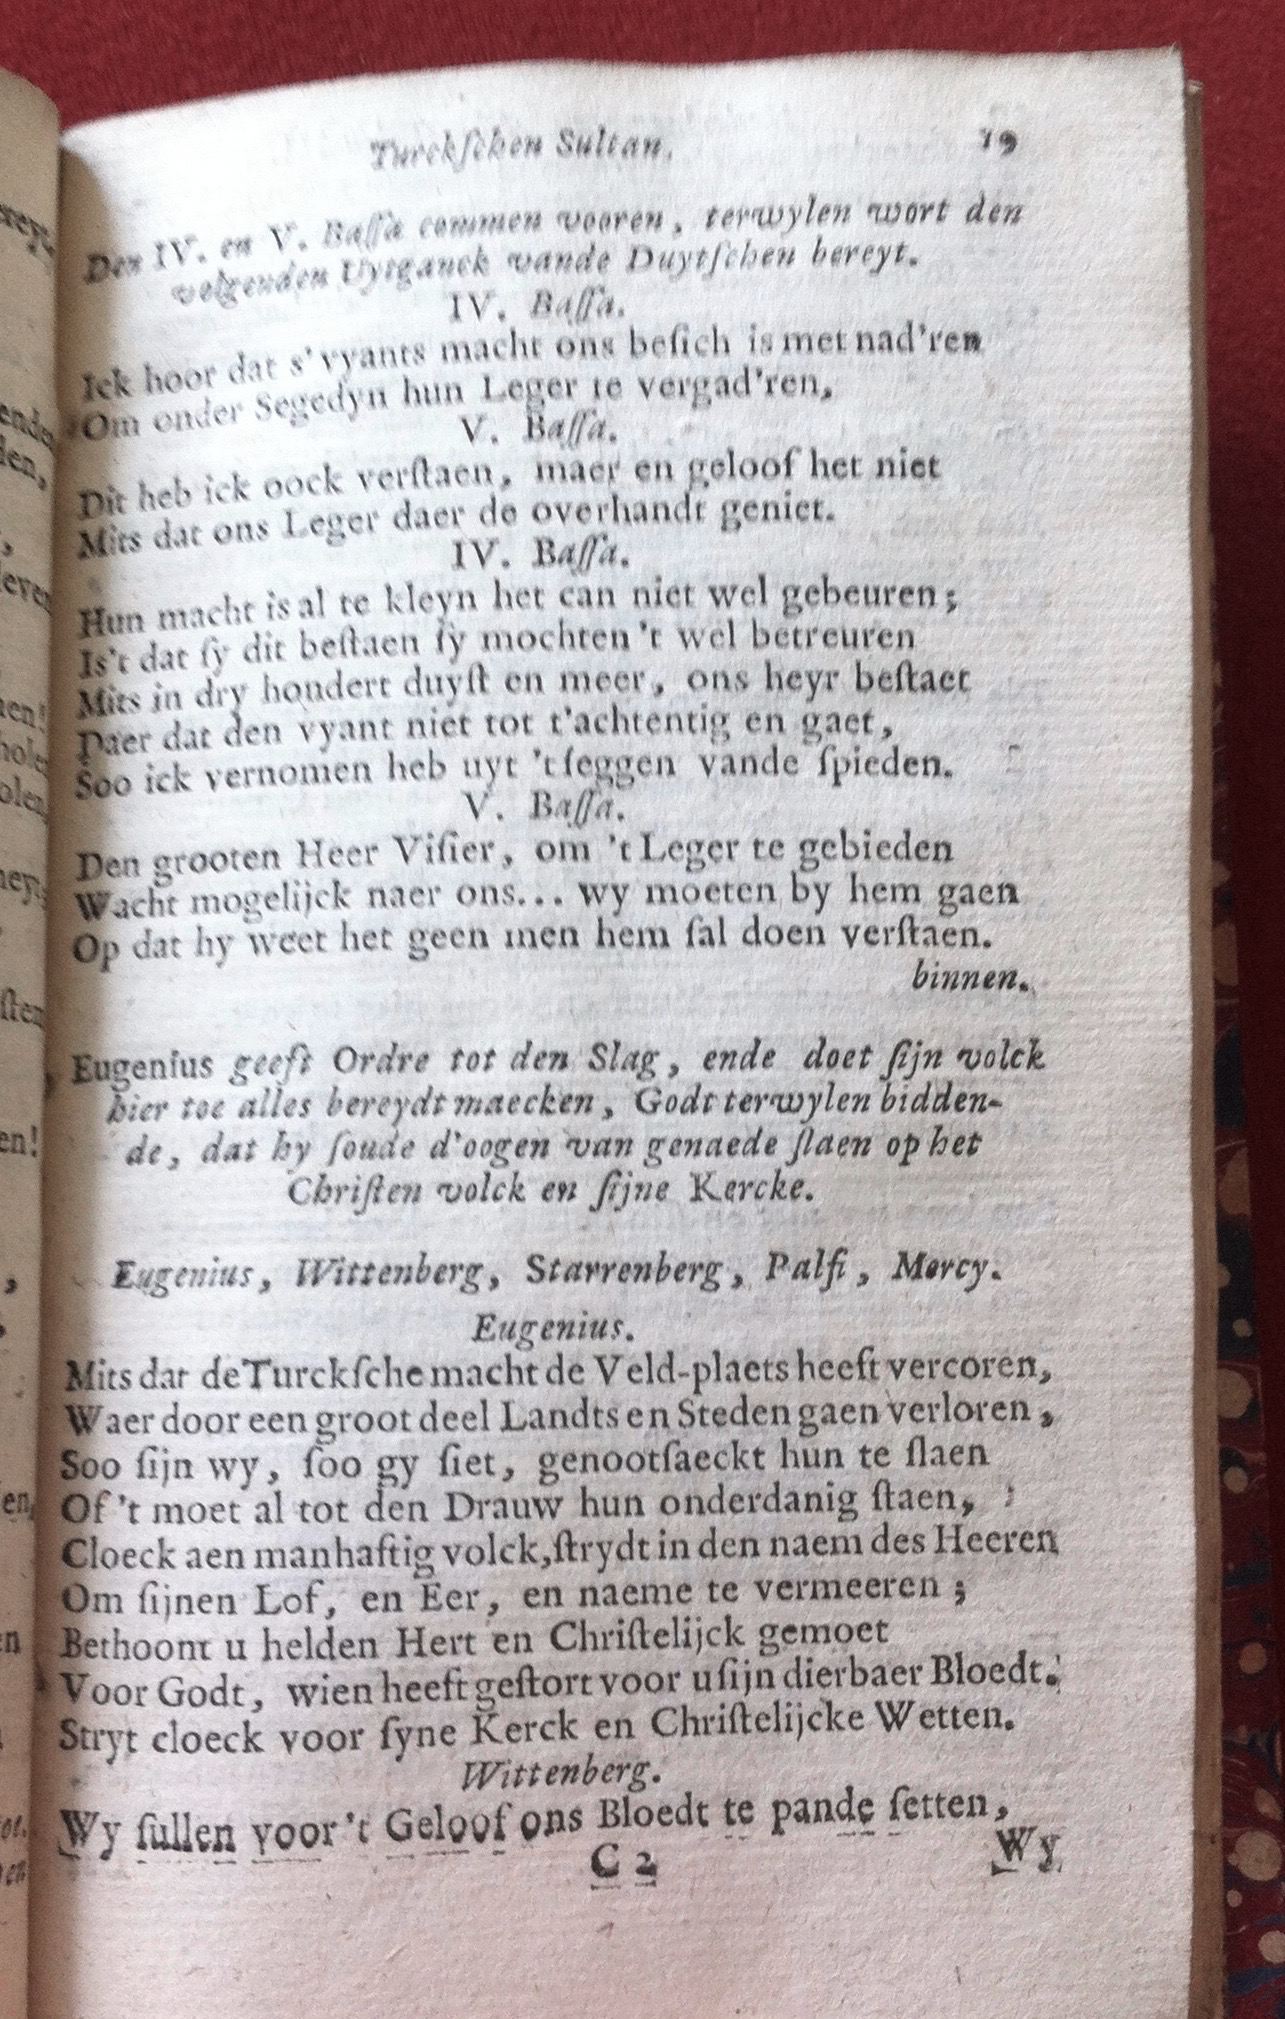 Turckſchen Sultan. 19
Den IV. en V. Baſſa commen vooren, terwylen wort den
volgenden Uytganck vande Duytſchen bereyt.
IV. Baſſa.
Ick hoor dat s'vyants macht ons beſich is met nad'ren
Om onder Segedyn hun Leger te vergad'ren,
V. Baſſa.
Dit heb ick oock verſtaen, maer en geloof het niet
Mits dat ons Leger daer de overhandt geniet.
IV. Baſſa.
Hun macht is al te kleyn het can niet wel gebeuren;
Is't dat ſy dit beſtaen ſy mochten 't wel betreuren
Mits in dry hondert duyſt en meer, ons heyr beſtaet
Daer dat den vyant niet tot t'achtentig en gaet,
Soo ick vernomen heb uyt 't ſeggen vande ſpieden.
V. Baſſa.
Den grooten Heer Viſier, om 't Leger te gebieden
Wacht mogelijck naer ons... wy moeten by hem gaen
Op dat hy weet het geen men hem ſal doen verſtaen.
binnen.
Eugenius geeft Ordre tot den Slag, ende doet ſijn volck
hier toe alles bereydt maecken, Godt terwylen bidden-
de, dat hy ſoude d'oogen van genaede ſlaen op het
Chriſten volck en ſijne Kercke.
Eugenius, Wittenberg, Starrenberg, Palfi, Mercy.
Eugenius.
Mits dat de Turckſche macht de Veld-plaets heeft vercoren,
Waer door een groot deel Landts en Steden gaen verloren,
Soo ſijn wy, ſoo gy ſiet, genootſaeckt hun te ſlaen
Of 't moet al tot den Drauw hun onderdanig ſtaen,
Cloeck aen manhaftig volck, ſtrydt in den naem des Heeren
Om ſijnen Lof, en Eer, en naeme te vermeeren;
Bethoont u helden Hert en Chriſtelijck gemoet
Voor Godt, wien heeft geſtort voor u ſijn dierbaer Bloedt.
Stryt cloeck voor ſyne Kerck en Chriſtelijcke Wetten.
Wittenberg.
Wy ſullen voor 't Geloof ons Bloedt te pande ſetten,
C 2 Wy